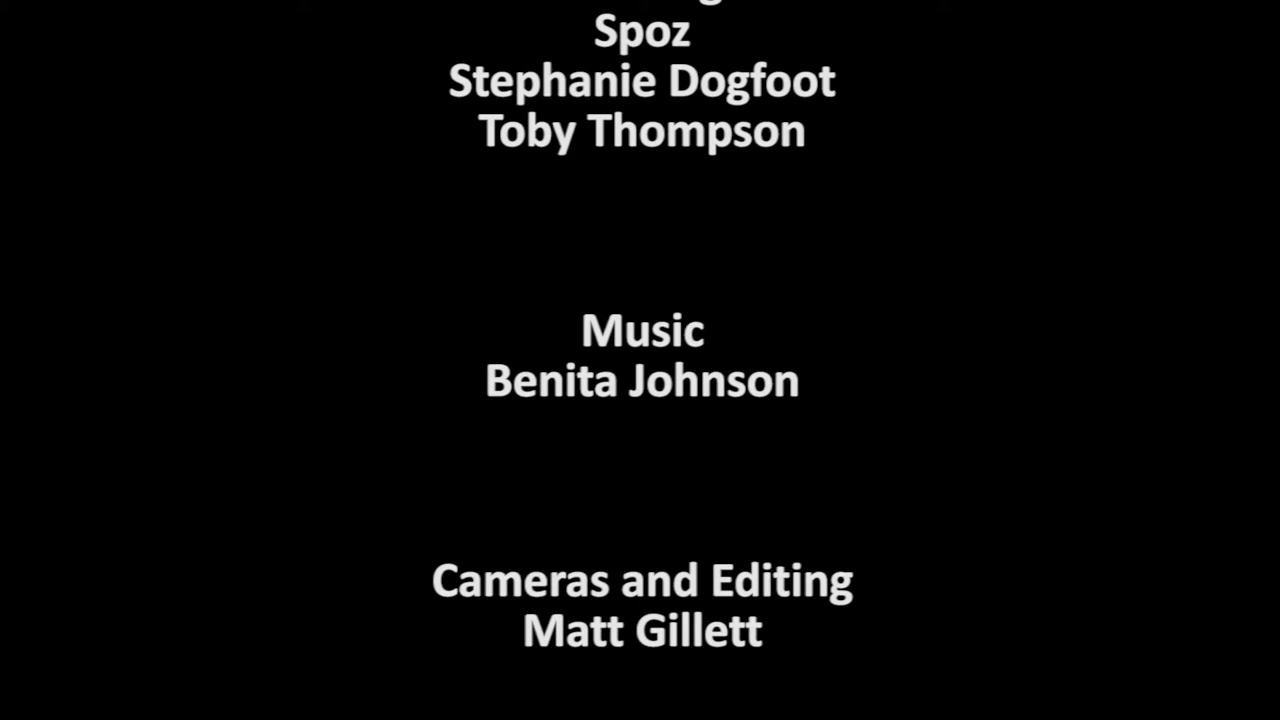 Spoz
Stephanie Dogfoot
Toby Thompson
Music
Benita Johnson
Cameras and Editing
Matt Gillett